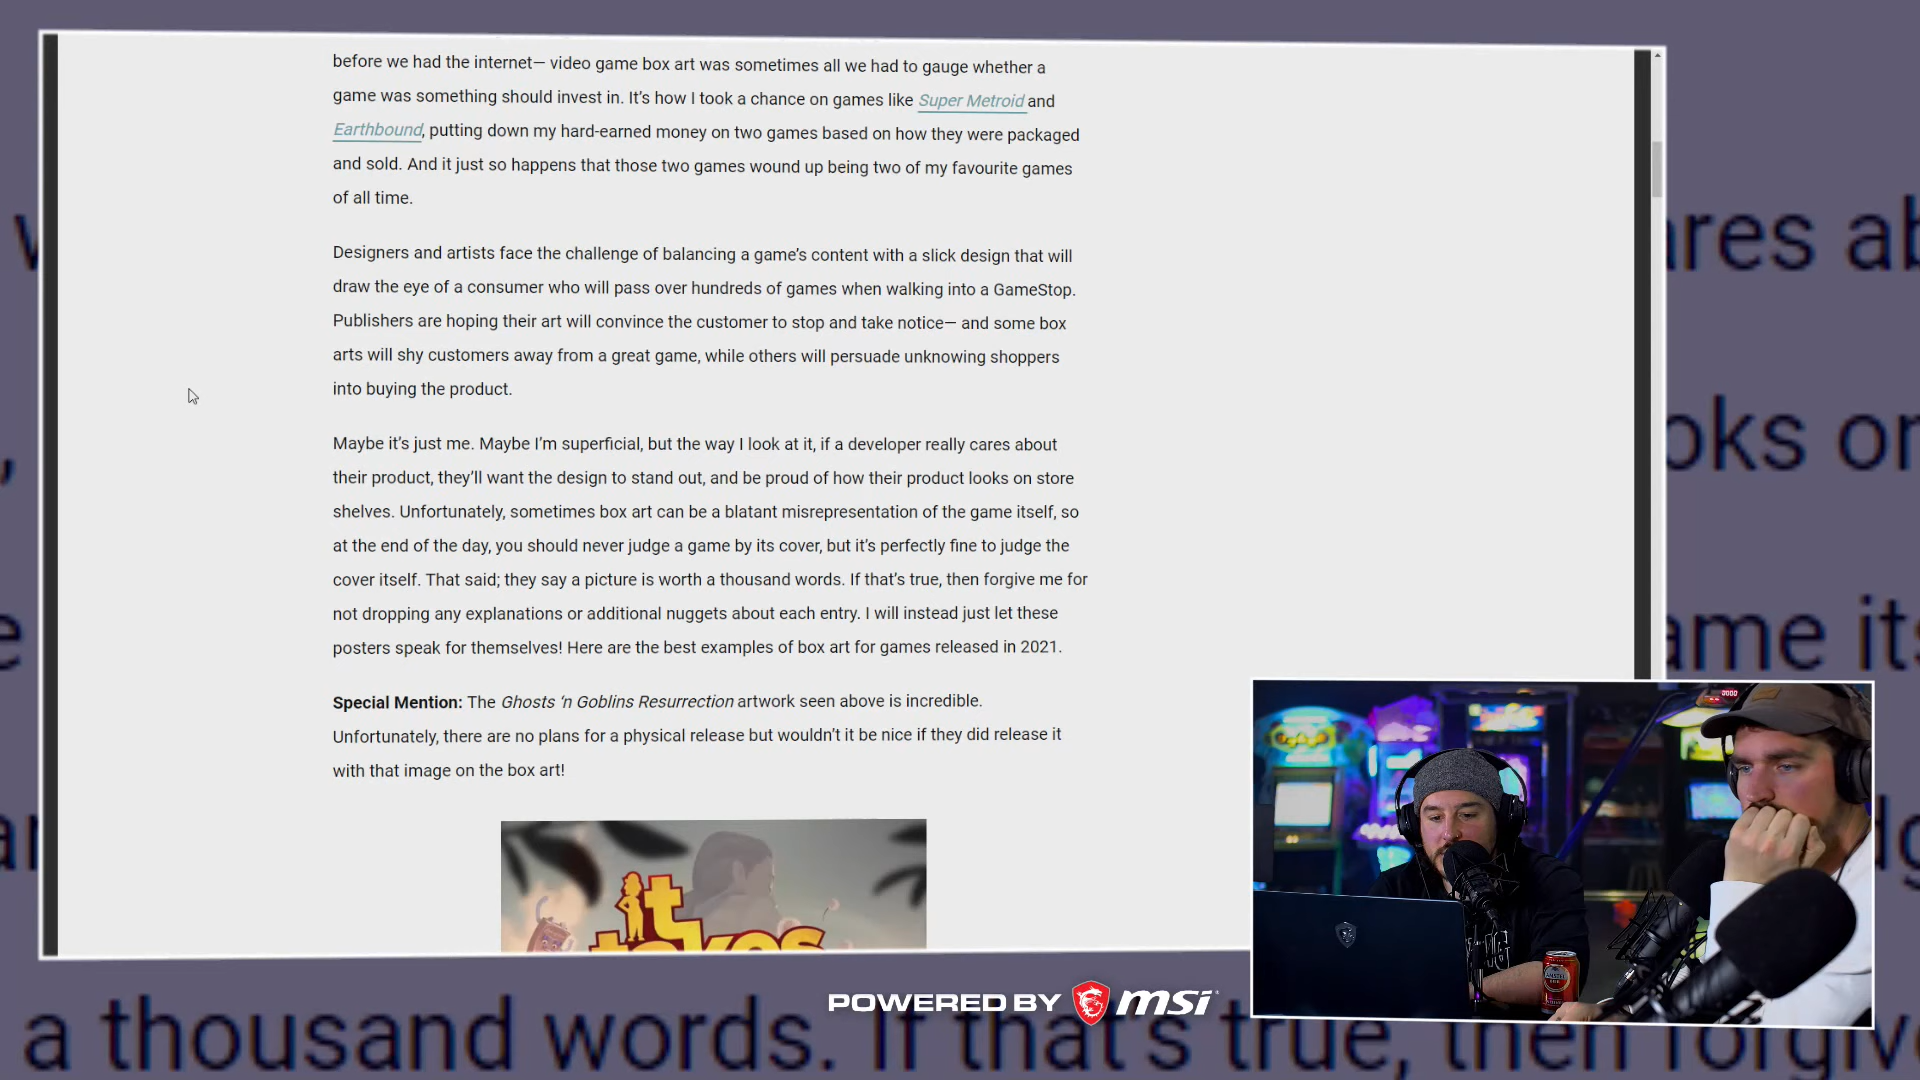 before we had the internet— video game box art was sometimes all we had to gauge whether a
game was something should invest in. It's how I took a chance on games like Super Metroid and
Earthbound, putting down my hard-earned money on two games based on how they were packaged
and sold. And it just so happens that those two games wound up being two of my favourite games
of all time.
Designers and artists face the challenge of balancing a game's content with a slick design that will
draw the eye of a consumer who will pass over hundreds of games when walking into a GameStop.
Publishers are hoping their art will convince the customer to stop and take notice— and some box
arts will shy customers away from a great game, while others will persuade unknowing shoppers
into buying the product.
Maybe it's just me. Maybe I'm superficial, but the way I look at it, if a developer really cares about
their product, they'll want the design to stand out, and be proud of how their product looks on store
shelves. Unfortunately, sometimes box art can be a blatant misrepresentation of the game itself, so
at the end of the day, you should never judge a game by its cover, but it's perfectly fine to judge the
cover itself. That said; they say a picture is worth a thousand words. If that's true, then forgive me for
not dropping any explanations or additional nuggets about each entry. I will instead just let these
posters speak for themselves! Here are the best examples of box art for games released in 2021.
Special Mention: The Ghosts 'n Goblins Resurrection artwork seen above is incredible.
Unfortunately, there are no plans for a physical release but wouldn't it be nice if they did release it
with that image on the box art!
it
takes
POWERED BY msi
a thousand words. If that's true, then forgiv